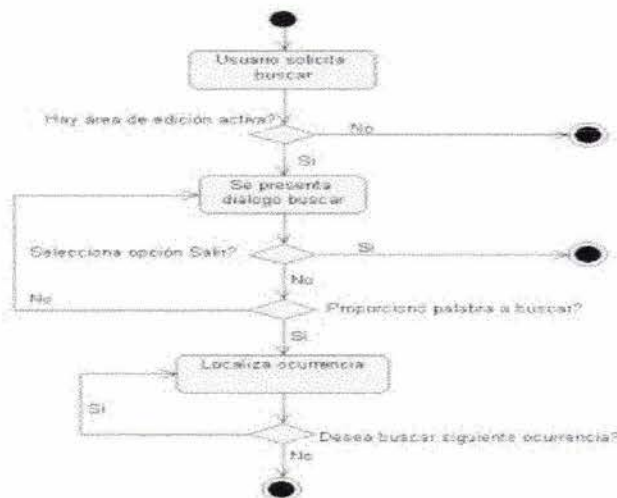 Usuario solicita
buscar
Hay área de edición activa?
No
Si
Se presenta
dialogo buscar
Selecciona opción Salir?
Si
No
No
Proporcionó palabra a buscar?
Si
Localiza ocurrencia
Si
Desea buscar siguiente ocurrencia?
No